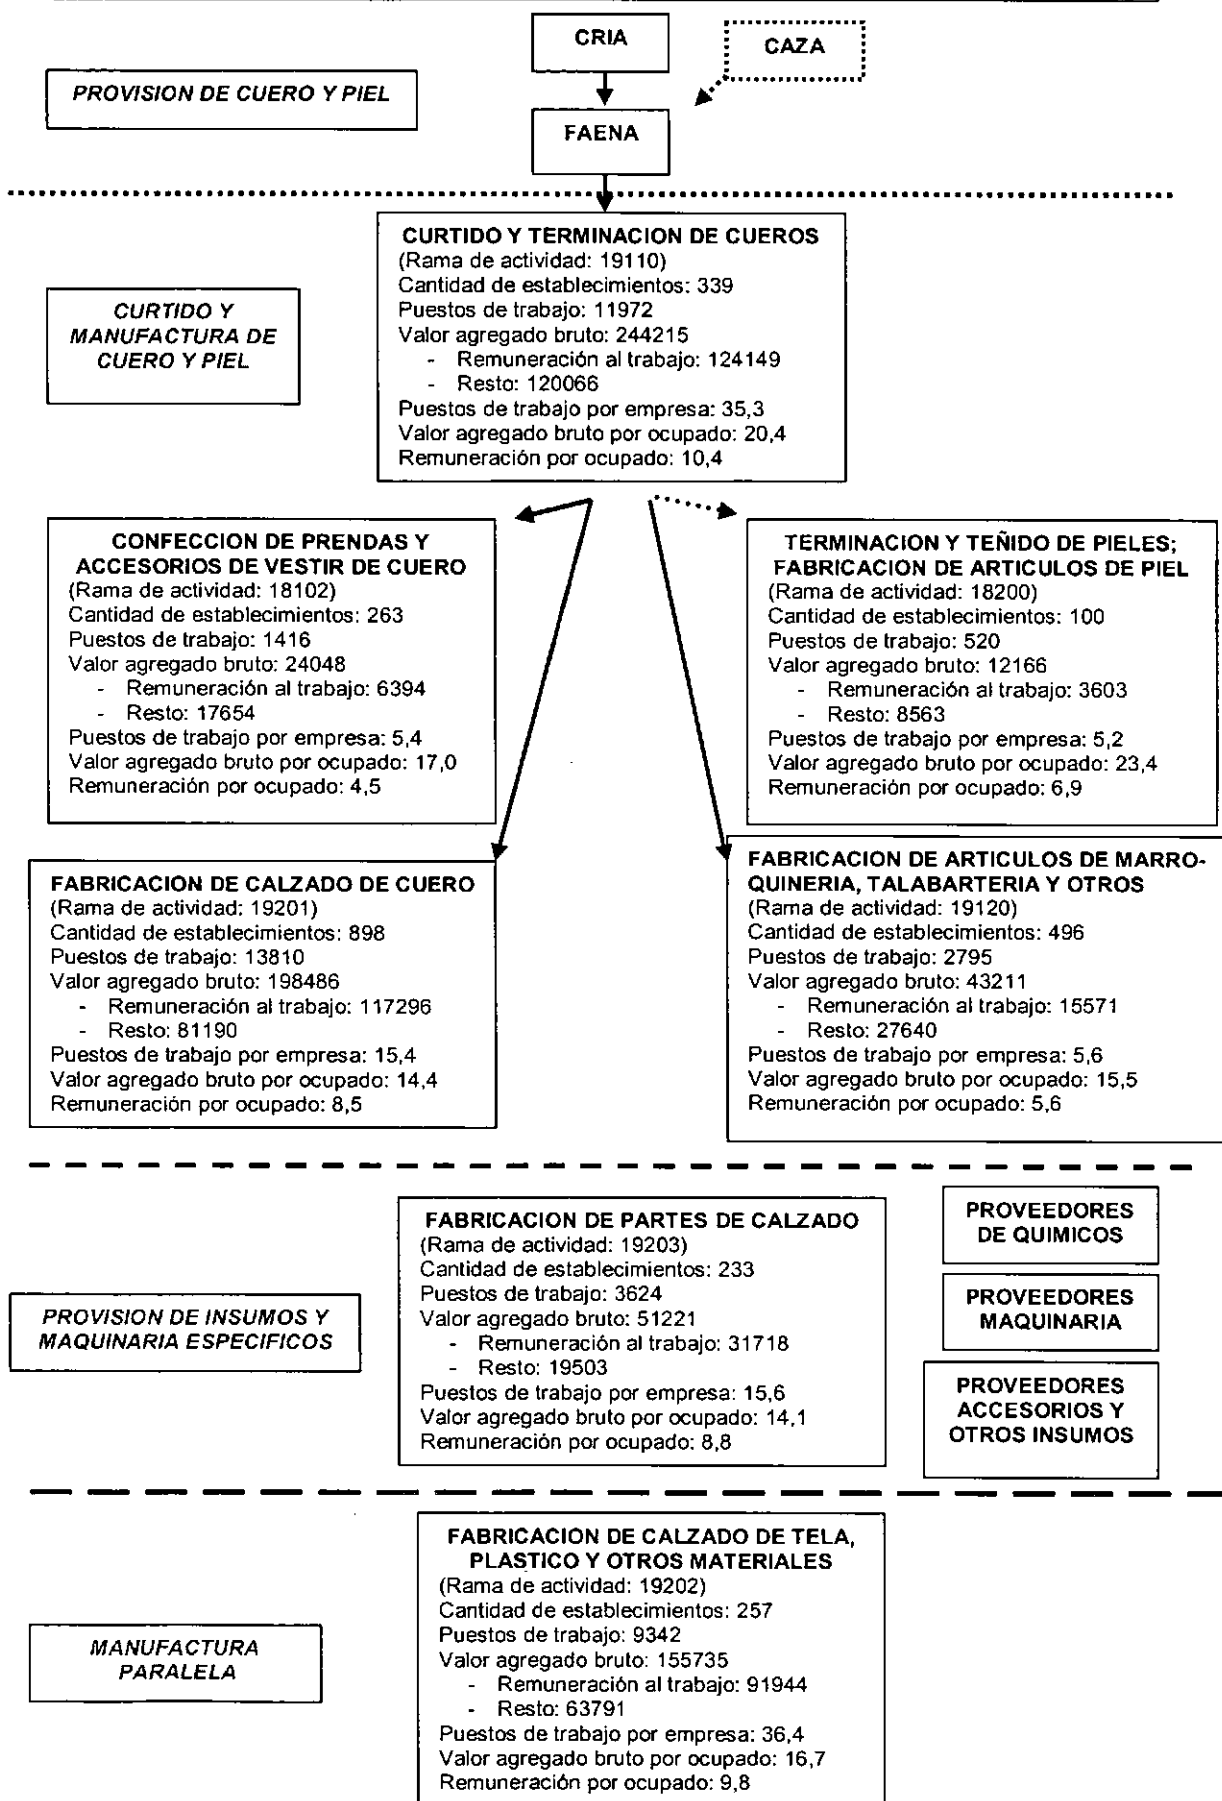 CRIA
CAZA
PROVISION DE CUERO Y PIEL
FAENA
CURTIDO Y TERMINACION DE CUEROS
(Rama de actividad: 19110)
Cantidad de establecimientos: 339
Puestos de trabajo: 11972
Valor agregado bruto: 244215
- Remuneración al trabajo: 124149
- Resto: 120066
Puestos de trabajo por empresa: 35,3
Valor agregado bruto por ocupado: 20,4
Remuneración por ocupado: 10,4
CURTIDO Y
MANUFACTURA DE
CUERO Y PIEL
CONFECCION DE PRENDAS Y
ACCESORIOS DE VESTIR DE CUERO
(Rama de actividad: 18102)
Cantidad de establecimientos: 263
Puestos de trabajo: 1416
Valor agregado bruto: 24048
- Remuneración al trabajo: 6394
- Resto: 17654
Puestos de trabajo por empresa: 5,4
Valor agregado bruto por ocupado: 17,0
Remuneración por ocupado: 4,5
TERMINACION Y TEÑIDO DE PIELES;
FABRICACION DE ARTICULOS DE PIEL
(Rama de actividad: 18200)
Cantidad de establecimientos: 100
Puestos de trabajo: 520
Valor agregado bruto: 12166
- Remuneración al trabajo: 3603
- Resto: 8563
Puestos de trabajo por empresa: 5,2
Valor agregado bruto por ocupado: 23,4
Remuneración por ocupado: 6,9
FABRICACION DE CALZADO DE CUERO
(Rama de actividad: 19201)
Cantidad de establecimientos: 898
Puestos de trabajo: 13810
Valor agregado bruto: 198486
- Remuneración al trabajo: 117296
- Resto: 81190
Puestos de trabajo por empresa: 15,4
Valor agregado bruto por ocupado: 14,4
Remuneración por ocupado: 8,5
FABRICACION DE ARTICULOS DE MARRO-
QUINERIA, TALABARTERIA Y OTROS
(Rama de actividad: 19120)
Cantidad de establecimientos: 496
Puestos de trabajo: 2795
Valor agregado bruto: 43211
- Remuneración al trabajo: 15571
- Resto: 27640
Puestos de trabajo por empresa: 5,6
Valor agregado bruto por ocupado: 15,5
Remuneración por ocupado: 5,6
PROVISION DE INSUMOS Y
MAQUINARIA ESPECIFICOS
FABRICACION DE PARTES DE CALZADO
(Rama de actividad: 19203)
Cantidad de establecimientos: 233
Puestos de trabajo: 3624
Valor agregado bruto: 51221
- Remuneración al trabajo: 31718
- Resto: 19503
Puestos de trabajo por empresa: 15,6
Valor agregado bruto por ocupado: 14,1
Remuneración por ocupado: 8,8
PROVEEDORES
DE QUIMICOS
PROVEEDORES
MAQUINARIA
PROVEEDORES
ACCESORIOS Y
OTROS INSUMOS
MANUFACTURA
PARALELA
FABRICACION DE CALZADO DE TELA,
PLASTICO Y OTROS MATERIALES
(Rama de actividad: 19202)
Cantidad de establecimientos: 257
Puestos de trabajo: 9342
Valor agregado bruto: 155735
- Remuneración al trabajo: 91944
- Resto: 63791
Puestos de trabajo por empresa: 36,4
Valor agregado bruto por ocupado: 16,7
Remuneración por ocupado: 9,8